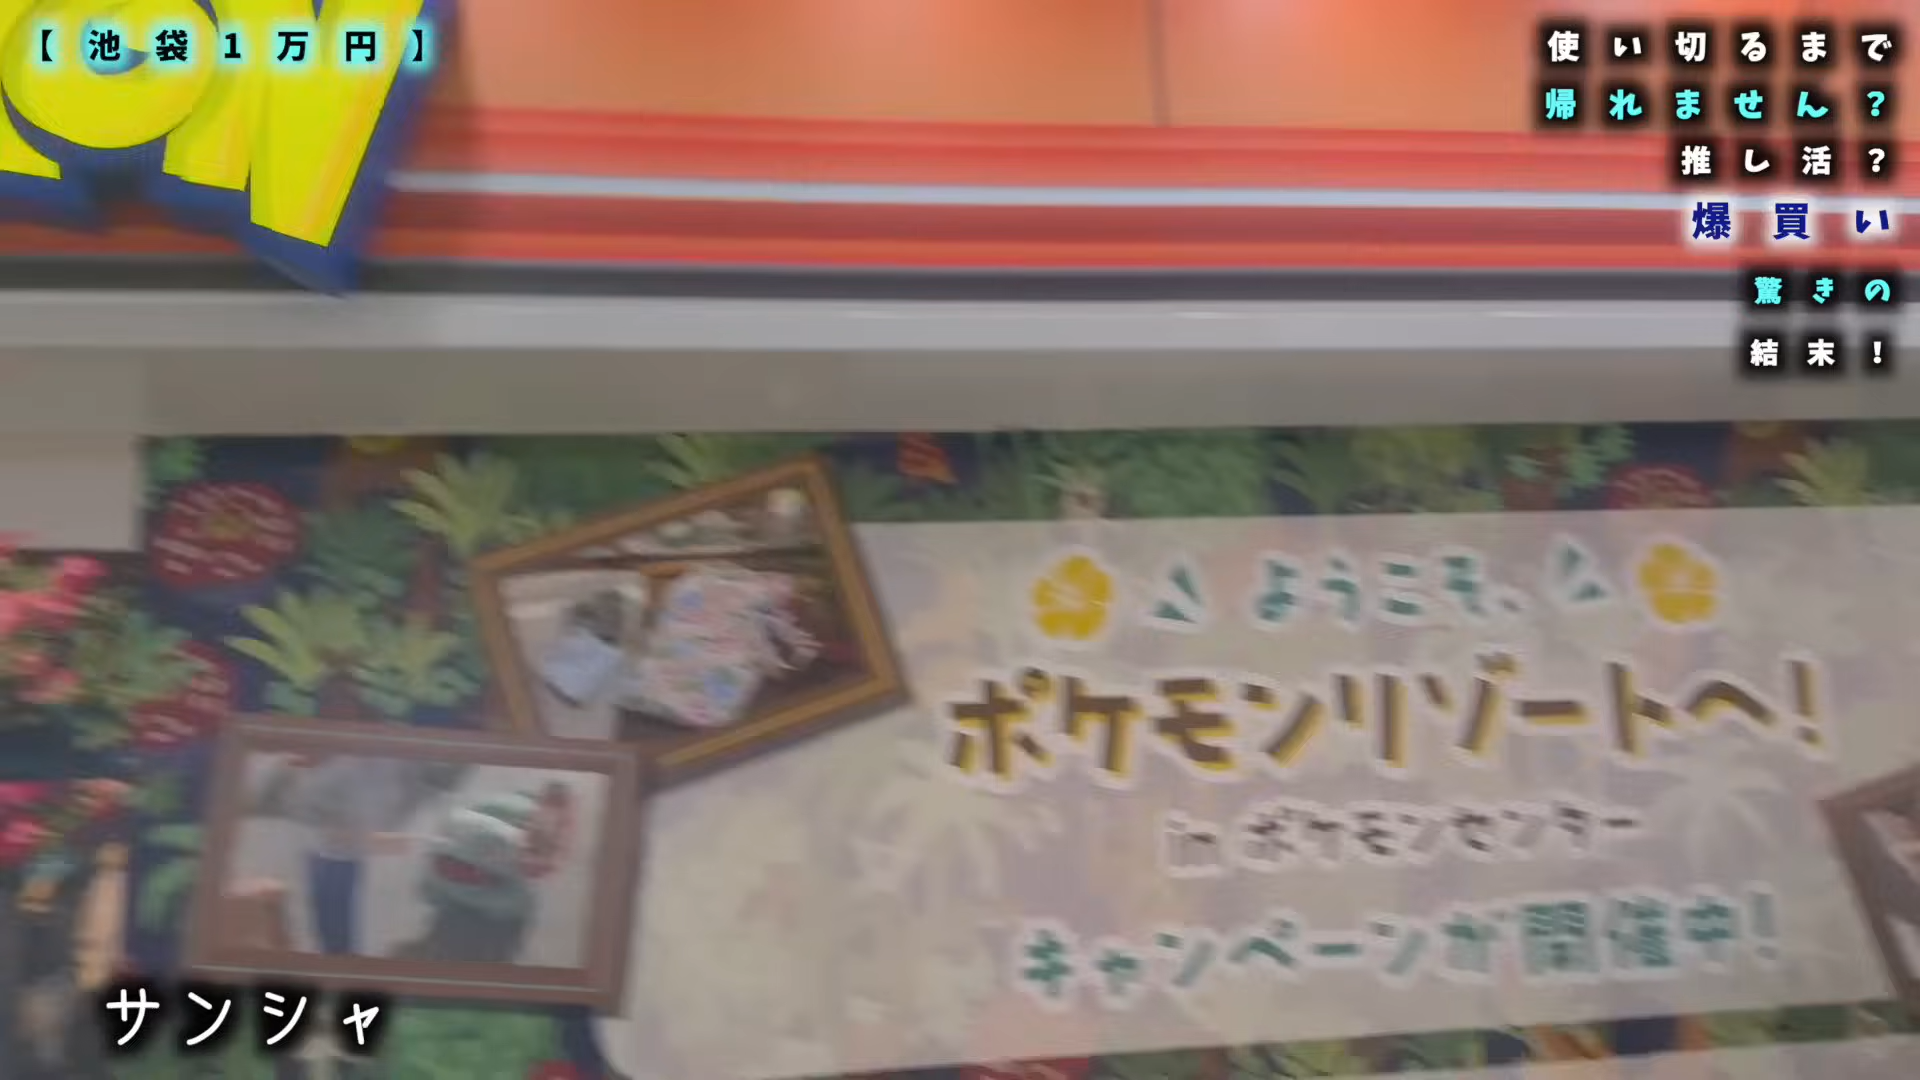 【池袋1万円】
使い切るまで
帰れません?
推し活?
爆買い
驚きの
結末!
ようこそ、
ポケモンリゾートへ!
in ポケモンセンター
キャンペーンが開催中!
サンシャ